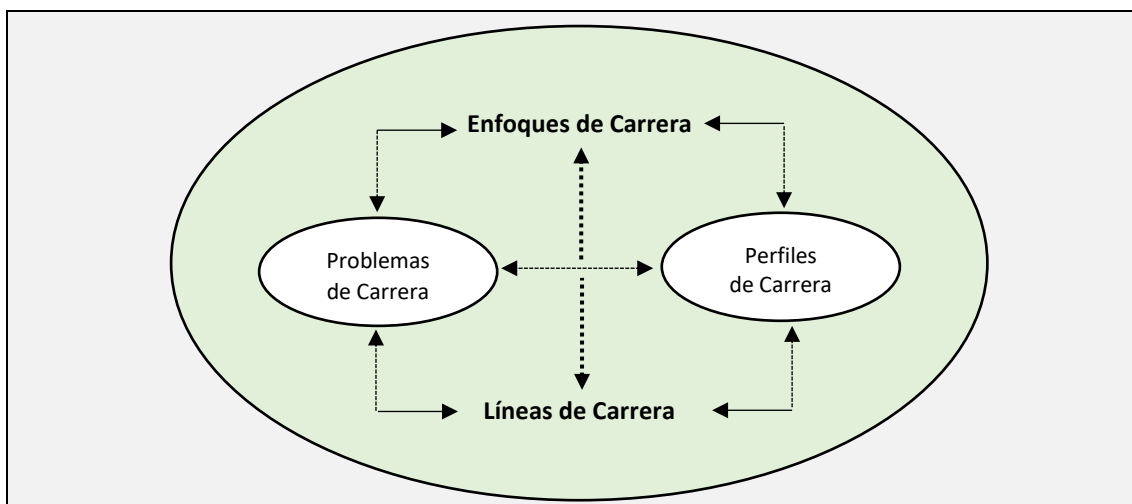 Enfoques de Carrera
Problemas
de Carrera
Perfiles
de Carrera
Líneas de Carrera